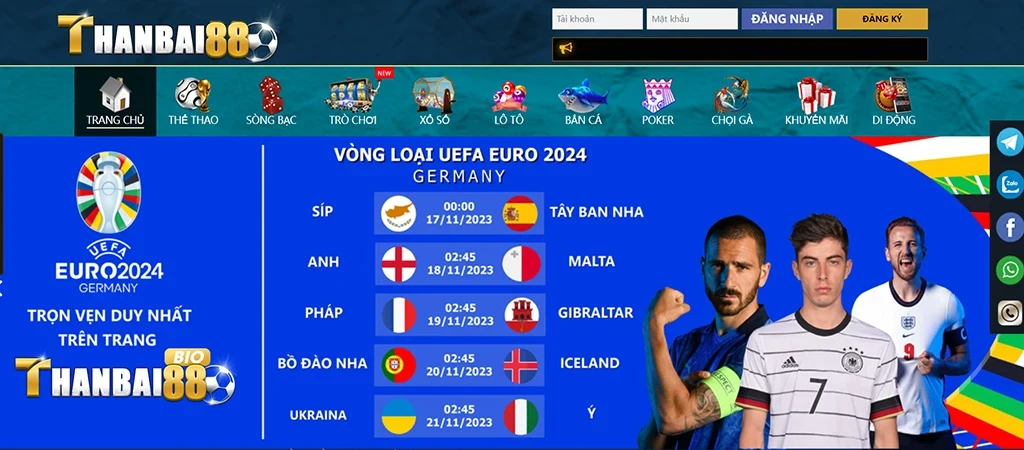 THANBAI88
Tài khoản
Mật khẩu
ĐĂNG NHẬP
ĐĂNG KÝ
TRANG CHỦ
THỂ THAO
SÒNG BẠC
NEW
TRÒ CHƠI
XỔ SỐ
LÔ TÔ
BẮN CÁ
POKER
CHỌI GÀ
KHUYẾN MÃI
DI ĐỘNG
UEFA
EURO2024
GERMANY
TRỌN VẸN DUY NHẤT
TRÊN TRANG
BIO
THANBAI88
VÒNG LOẠI UEFA EURO 2024
GERMANY
SÍP
00:00
17/11/2023
TÂY BAN NHA
ANH
02:45
18/11/2023
MALTA
PHÁP
02:45
19/11/2023
GIBRALTAR
BỒ ĐÀO NHA
02:45
20/11/2023
ICELAND
UKRAINA
02:45
21/11/2023
Ý
RESPECT
7
9
Zalo